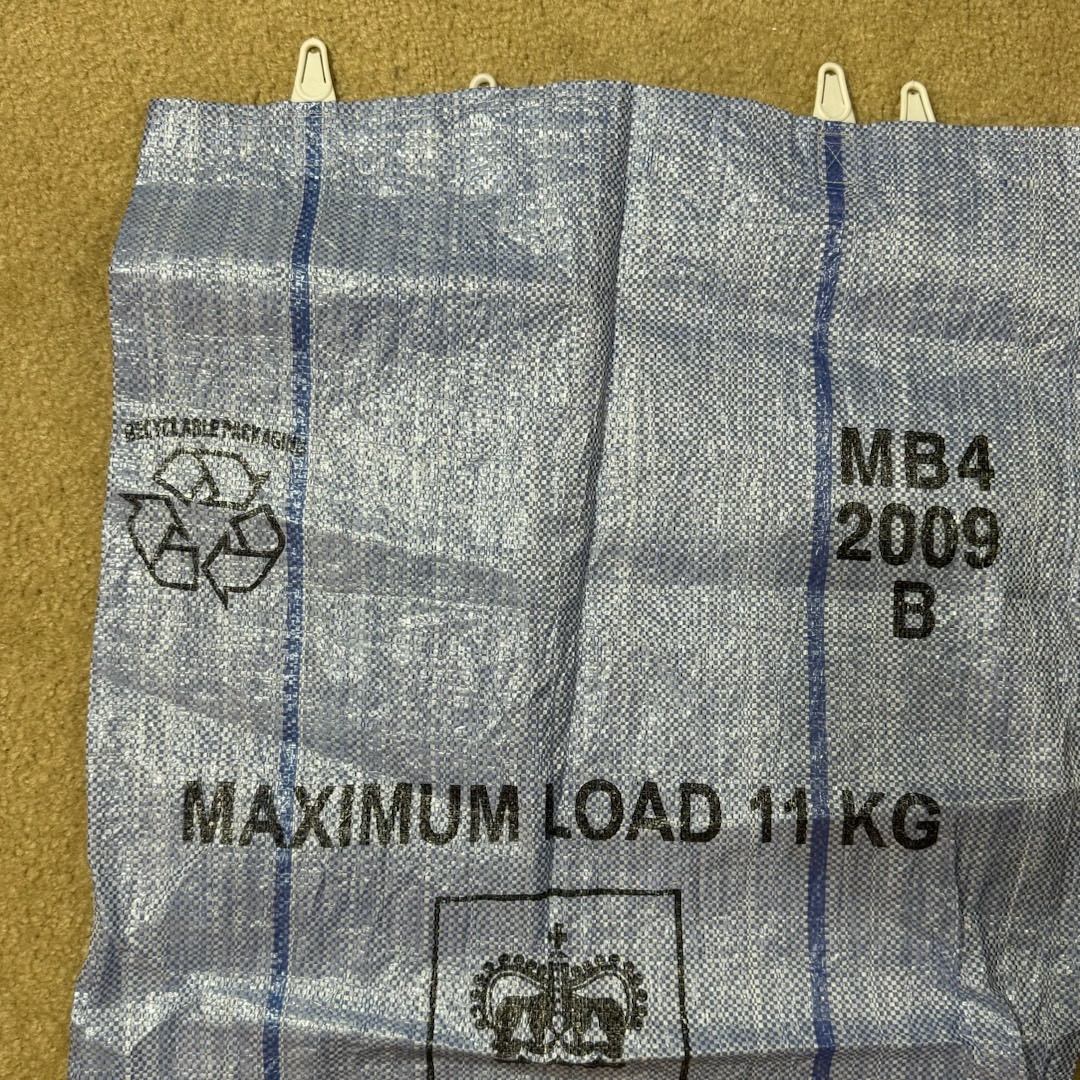 RECYCLABLE PACKAGING
MB4
2009
B
MAXIMUM LOAD 11 KG